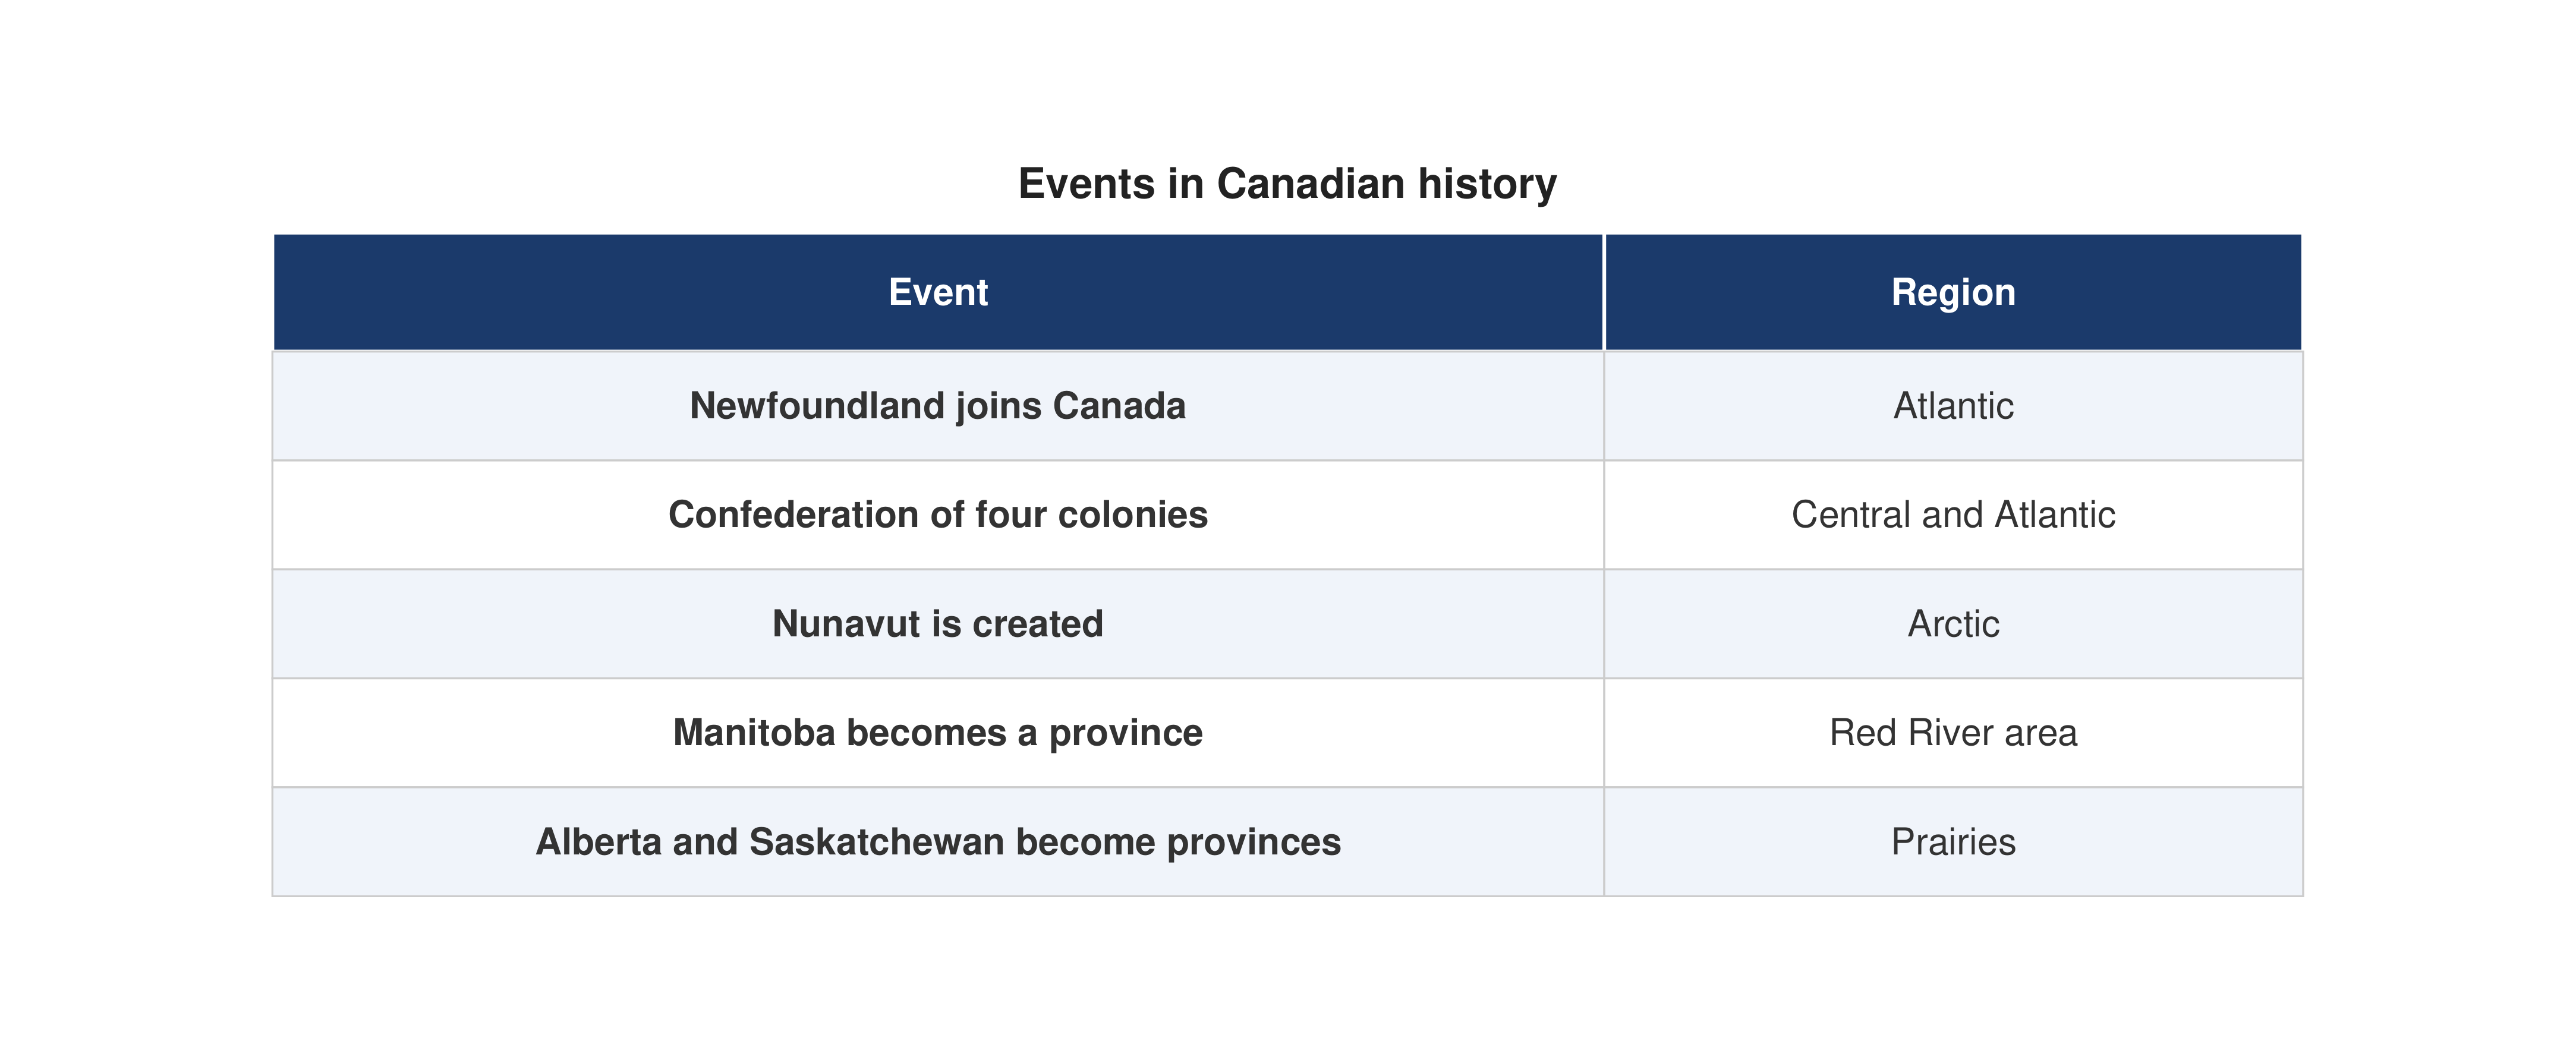 Events in Canadian history
Event Region
Newfoundland joins Canada Atlantic
Confederation of four colonies Central and Atlantic
Nunavut is created Arctic
Manitoba becomes a province Red River area
Alberta and Saskatchewan become provinces Prairies